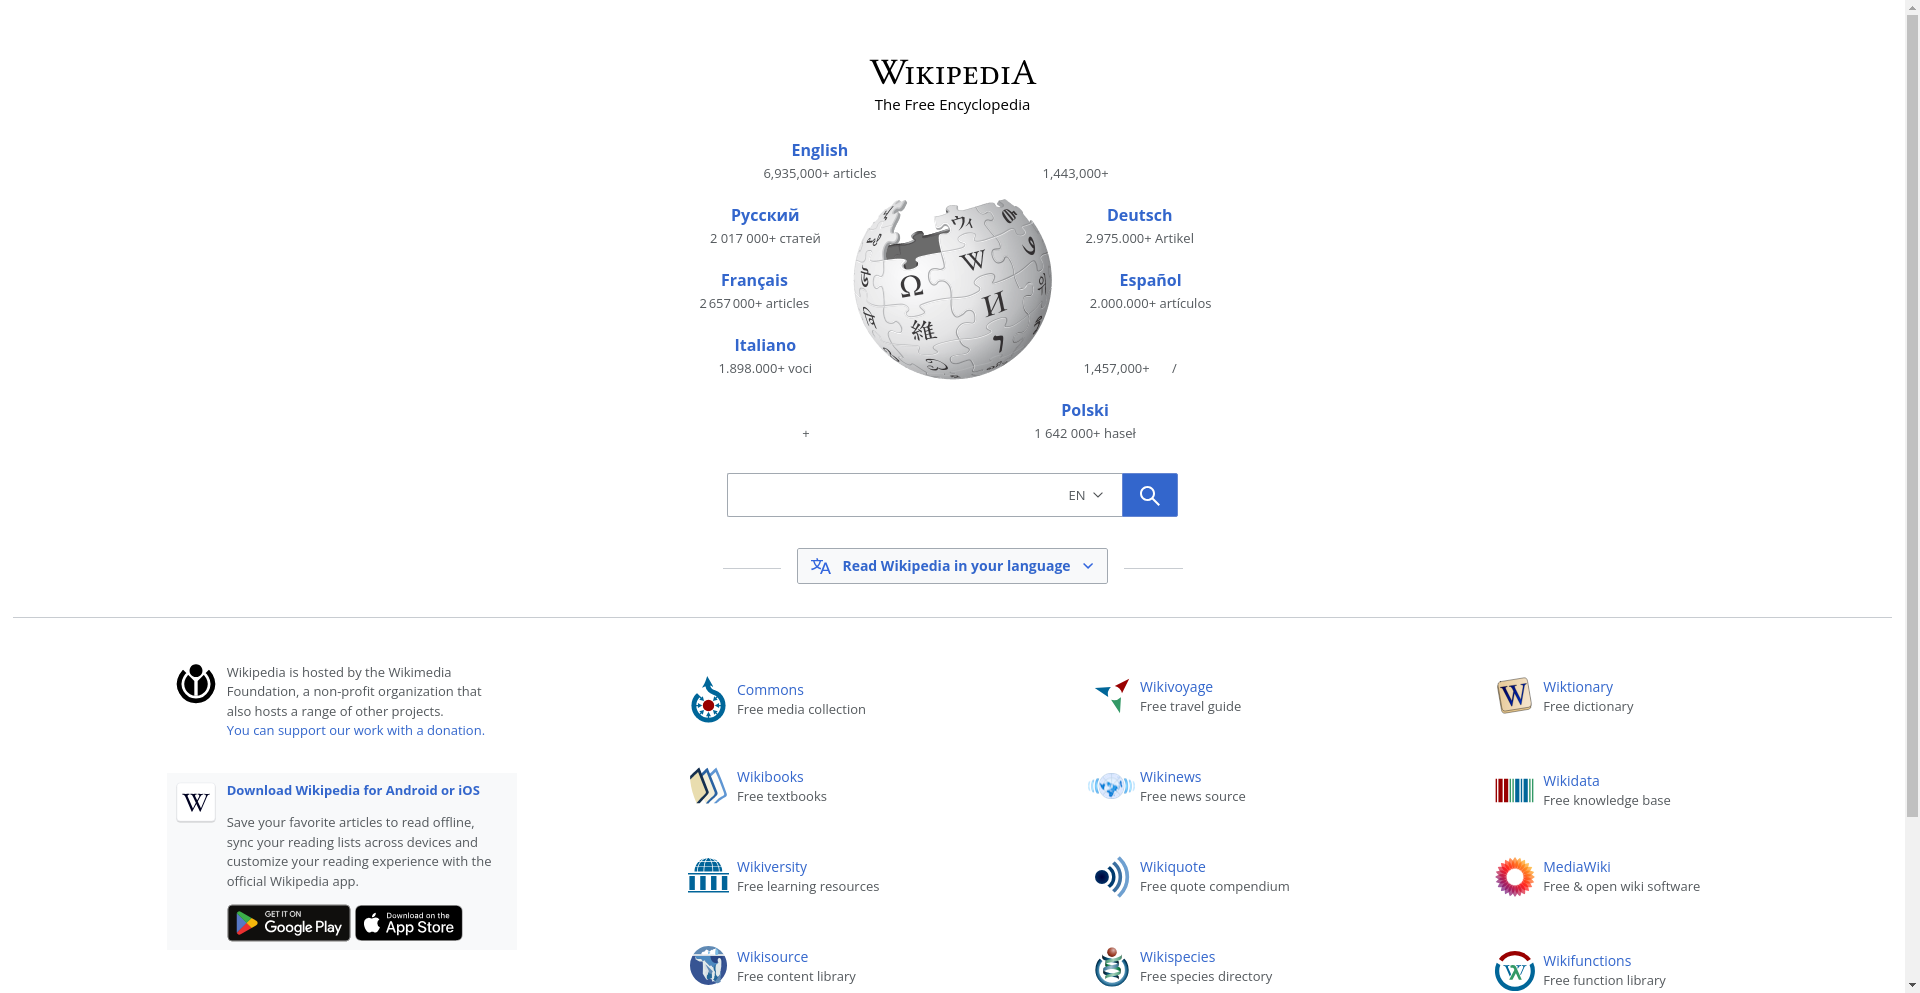 WIKIPEDIA
The Free Encyclopedia
English
6,935,000+ articles
1,443,000+
Русский
2 017 000+ статей
Deutsch
2.975.000+ Artikel
Français
2 657 000+ articles
Español
2.000.000+ artículos
Italiano
1.898.000+ voci
1,457,000+ /
Polski
1 642 000+ haseł
+
Ω
W
И
維
ウィ
EN
Read Wikipedia in your language
Wikipedia is hosted by the Wikimedia
Foundation, a non-profit organization that
also hosts a range of other projects.
You can support our work with a donation.
W
Download Wikipedia for Android or iOS
Save your favorite articles to read offline,
sync your reading lists across devices and
customize your reading experience with the
official Wikipedia app.
GET IT ON
Google Play
Download on the
App Store
Commons
Free media collection
Wikivoyage
Free travel guide
W
Wiktionary
Free dictionary
Wikibooks
Free textbooks
Wikinews
Free news source
Wikidata
Free knowledge base
Wikiversity
Free learning resources
Wikiquote
Free quote compendium
MediaWiki
Free & open wiki software
Wikisource
Free content library
Wikispecies
Free species directory
Wikifunctions
Free function library